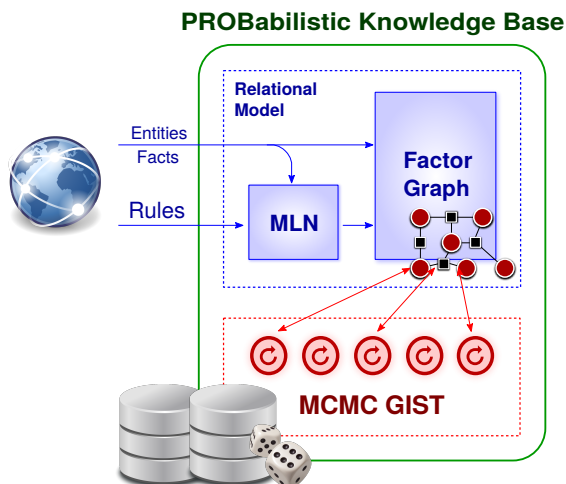 PROBabilistic Knowledge Base
Relational
Model
Entities
Facts
Factor
Graph
Rules
MLN
MCMC GIST